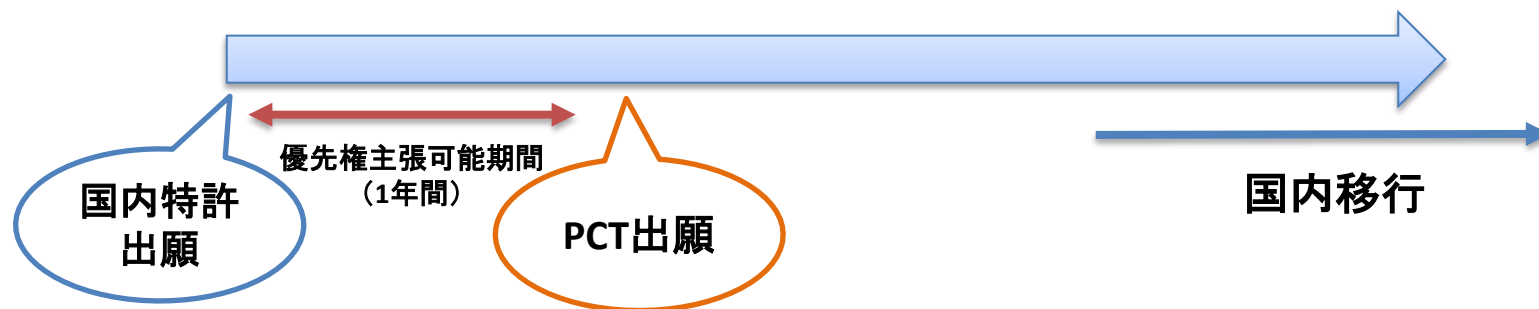 国内特許
出願
優先権主張可能期間
（1年間）
PCT出願
国内移行